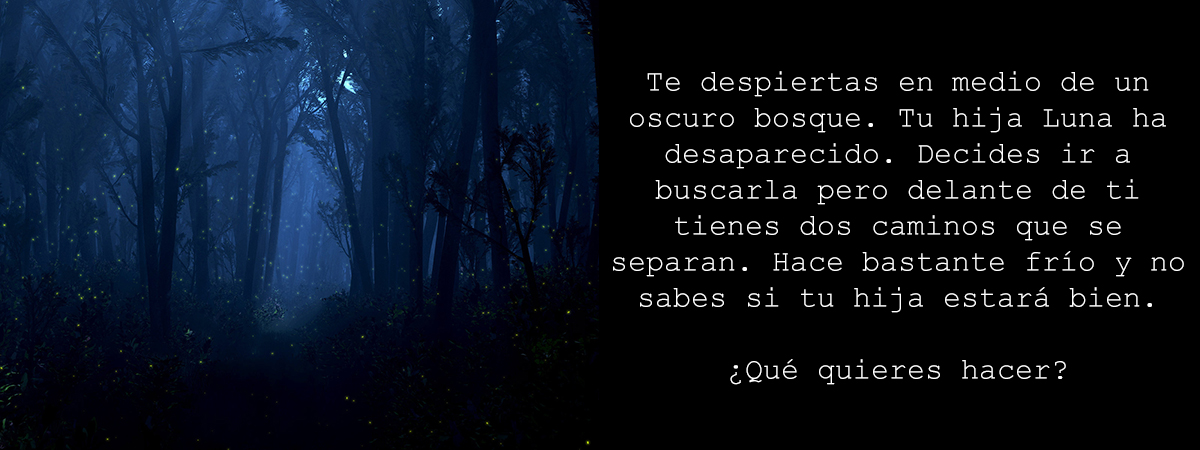 Te despiertas en medio de un
oscuro bosque. Tu hija Luna ha
desaparecido. Decides ir a
buscarla pero delante de ti
tienes dos caminos que se
separan. Hace bastante frío y no
sabes si tu hija estará bien.
¿Qué quieres hacer?